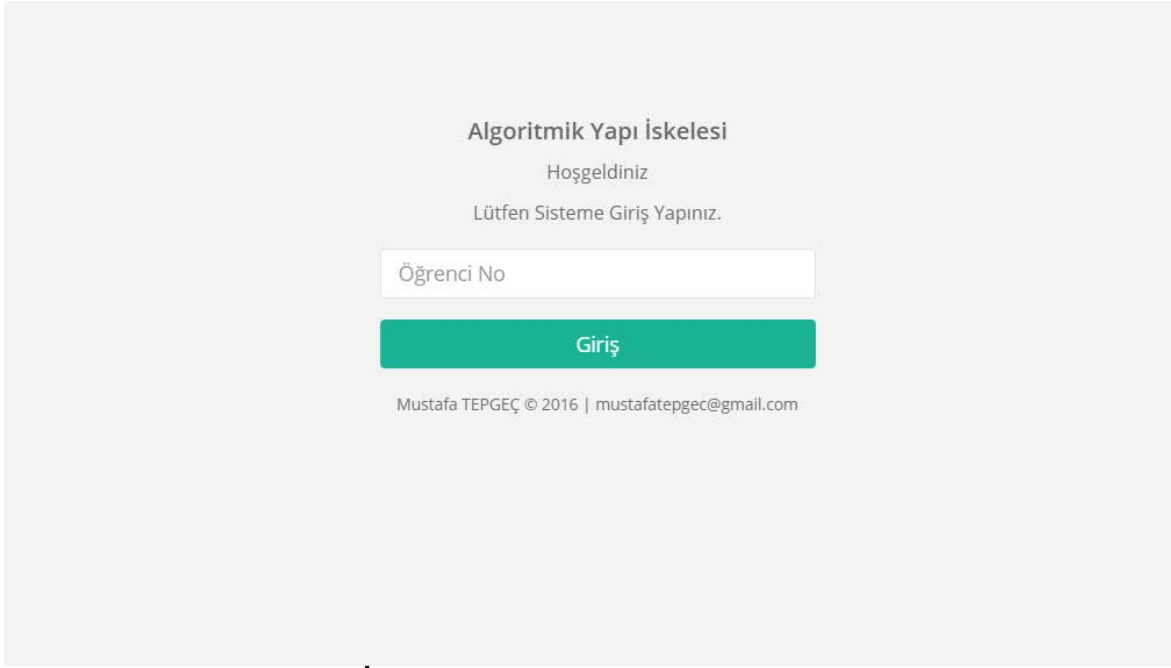 Algoritmik Yapı İskelesi
Hoşgeldiniz
Lütfen Sisteme Giriş Yapınız.
Öğrenci No
Giriş
Mustafa TEPGEÇ © 2016 | mustafatepgec@gmail.com